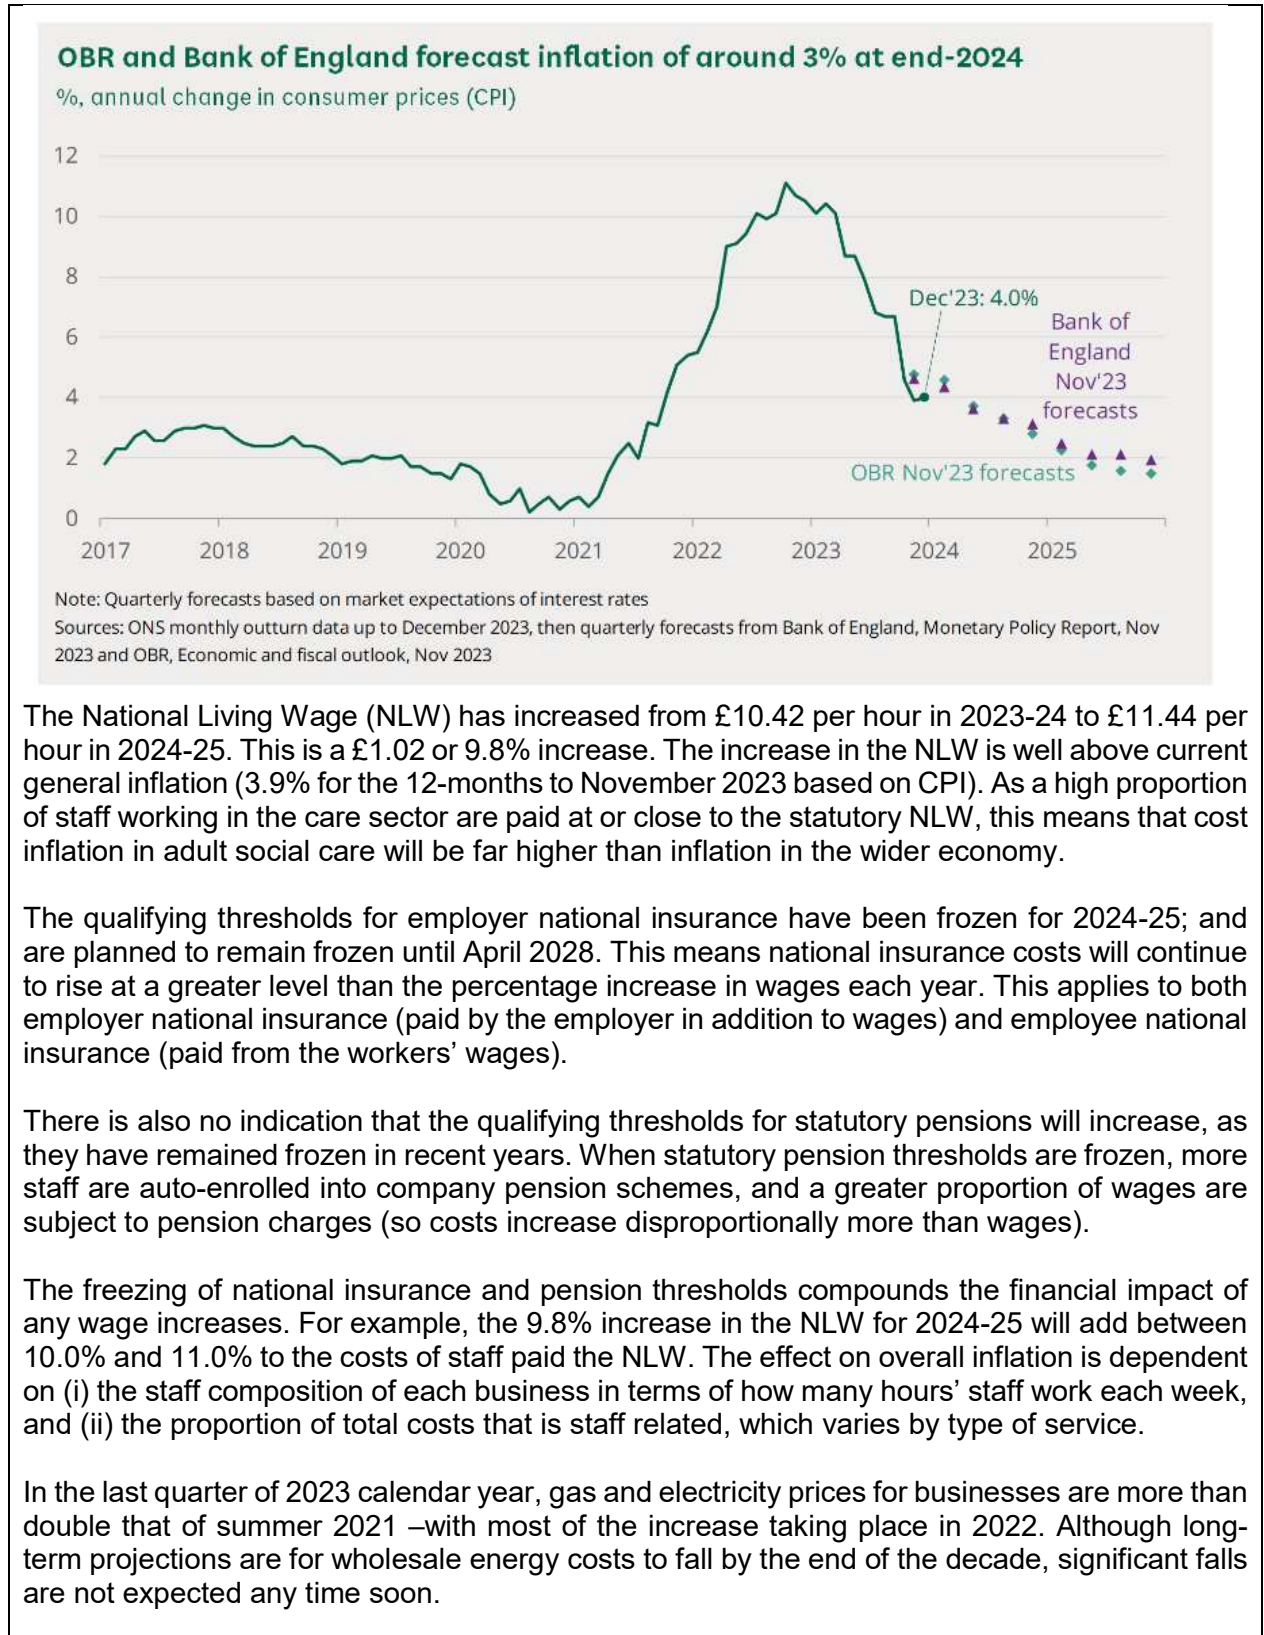 OBR and Bank of England forecast inflation of around 3% at end-2024
%, annual change in consumer prices (CPI)
12
10
8
6
4
2
0
Dec'23: 4.0%
Bank of
England
Nov'23
forecasts
OBR Nov'23 forecasts
2017 2018 2019 2020 2021 2022 2023 2024 2025
Note: Quarterly forecasts based on market expectations of interest rates
Sources: ONS monthly outturn data up to December 2023, then quarterly forecasts from Bank of England, Monetary Policy Report, Nov
2023 and OBR, Economic and fiscal outlook, Nov 2023
The National Living Wage (NLW) has increased from £10.42 per hour in 2023-24 to £11.44 per
hour in 2024-25. This is a £1.02 or 9.8% increase. The increase in the NLW is well above current
general inflation (3.9% for the 12-months to November 2023 based on CPI). As a high proportion
of staff working in the care sector are paid at or close to the statutory NLW, this means that cost
inflation in adult social care will be far higher than inflation in the wider economy.
The qualifying thresholds for employer national insurance have been frozen for 2024-25; and
are planned to remain frozen until April 2028. This means national insurance costs will continue
to rise at a greater level than the percentage increase in wages each year. This applies to both
employer national insurance (paid by the employer in addition to wages) and employee national
insurance (paid from the workers’ wages).
There is also no indication that the qualifying thresholds for statutory pensions will increase, as
they have remained frozen in recent years. When statutory pension thresholds are frozen, more
staff are auto-enrolled into company pension schemes, and a greater proportion of wages are
subject to pension charges (so costs increase disproportionally more than wages).
The freezing of national insurance and pension thresholds compounds the financial impact of
any wage increases. For example, the 9.8% increase in the NLW for 2024-25 will add between
10.0% and 11.0% to the costs of staff paid the NLW. The effect on overall inflation is dependent
on (i) the staff composition of each business in terms of how many hours’ staff work each week,
and (ii) the proportion of total costs that is staff related, which varies by type of service.
In the last quarter of 2023 calendar year, gas and electricity prices for businesses are more than
double that of summer 2021 –with most of the increase taking place in 2022. Although long-
term projections are for wholesale energy costs to fall by the end of the decade, significant falls
are not expected any time soon.